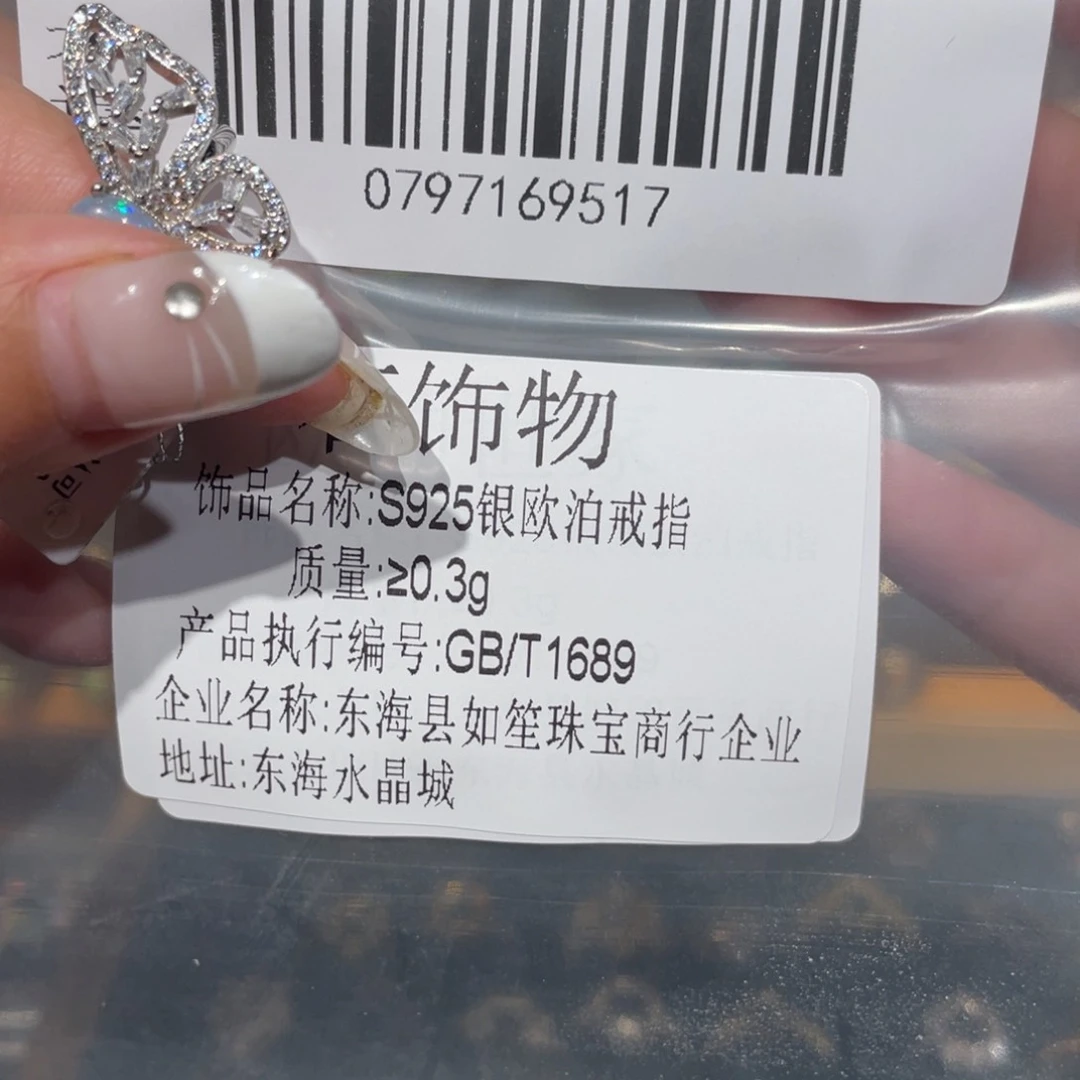 0797169517
饰物
饰品名称:S925银欧泊戒指
质量:≥0.3g
产品执行编号:GB/T1689
企业名称:东海县如笙珠宝商行企业
地址:东海水晶城